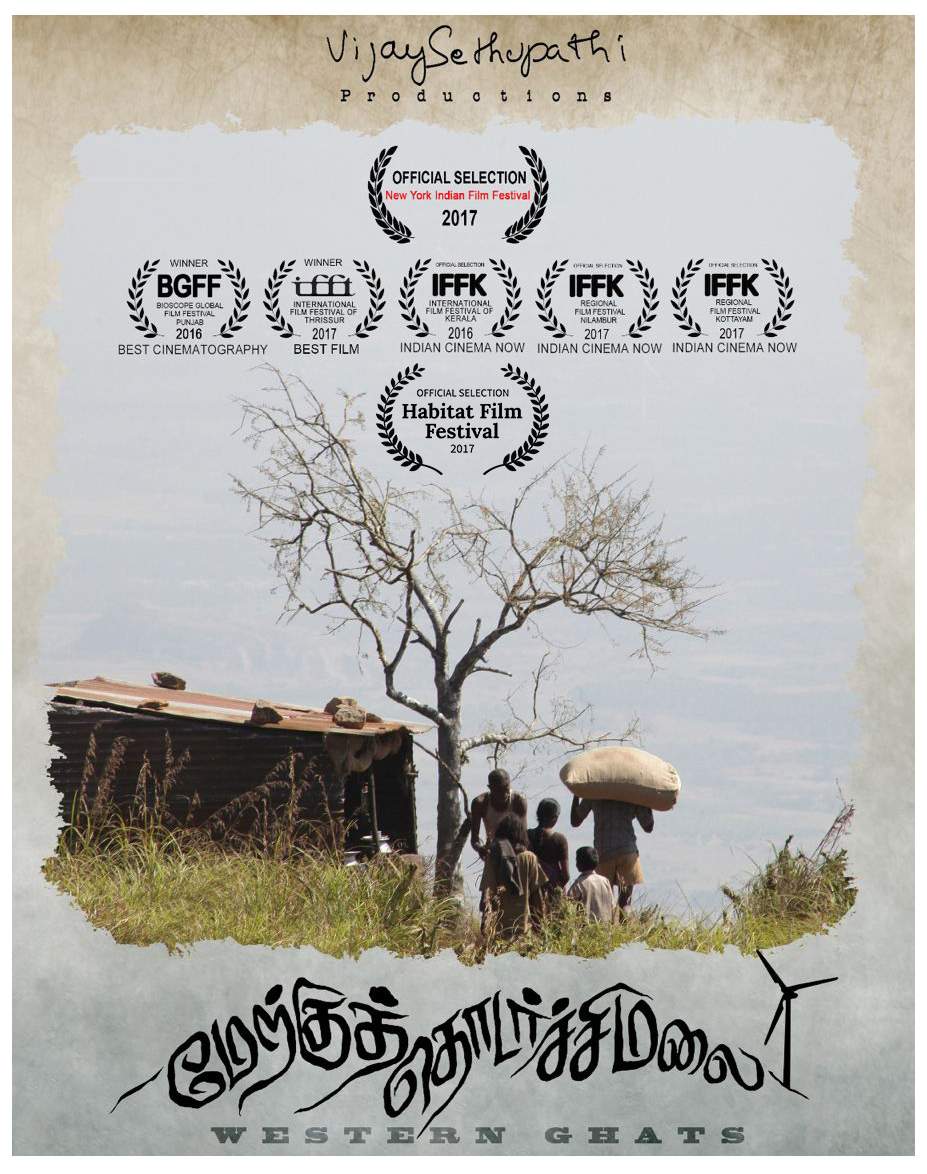 VijaySethupathi
Productions
OFFICIAL SELECTION
New York Indian Film Festival
2017
WINNER
BGFF
BIOSCOPE GLOBAL
FILM FESTIVAL
PUNJAB
2016
BEST CINEMATOGRAPHY
WINNER
iffi
INTERNATIONAL
FILM FESTIVAL OF
THRISSUR
2017
BEST FILM
OFFICIAL SELECTION
IFFK
INTERNATIONAL
FILM FESTIVAL OF
KERALA
2016
INDIAN CINEMA NOW
OFFICIAL SELECTION
IFFK
REGIONAL
FILM FESTIVAL
NILAMBUR
2017
INDIAN CINEMA NOW
OFFICIAL SELECTION
IFFK
REGIONAL
FILM FESTIVAL
KOTTAYAM
2017
INDIAN CINEMA NOW
OFFICIAL SELECTION
Habitat Film
Festival
2017
மேற்குத் தொடர்ச்சிமலை
WESTERN GHATS